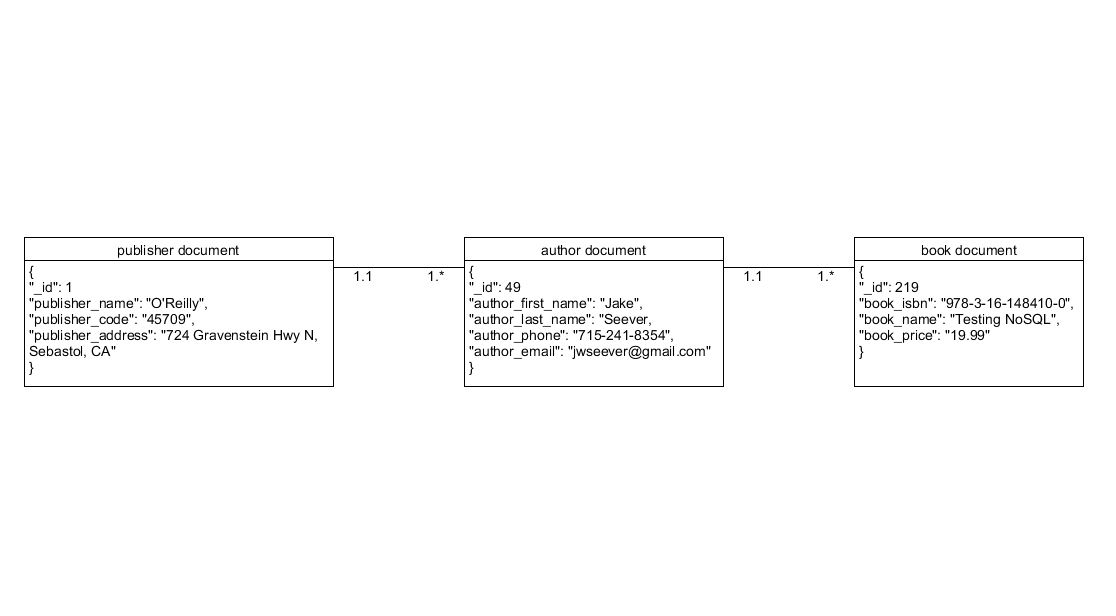 publisher document
{
"_id": 1
"publisher_name": "O'Reilly",
"publisher_code": "45709",
"publisher_address": "724 Gravenstein Hwy N,
Sebastol, CA"
}
1.1
1.*
author document
{
"_id": 49
"author_first_name": "Jake",
"author_last_name": "Seever,
"author_phone": "715-241-8354",
"author_email": "jwseever@gmail.com"
}
1.1
1.*
book document
{
"_id": 219
"book_isbn": "978-3-16-148410-0",
"book_name": "Testing NoSQL",
"book_price": "19.99"
}